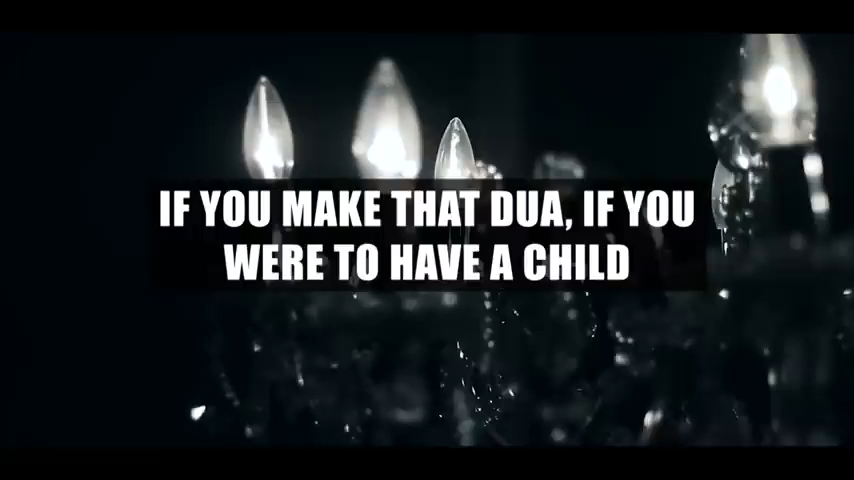 IF YOU MAKE THAT DUA, IF YOU
WERE TO HAVE A CHILD